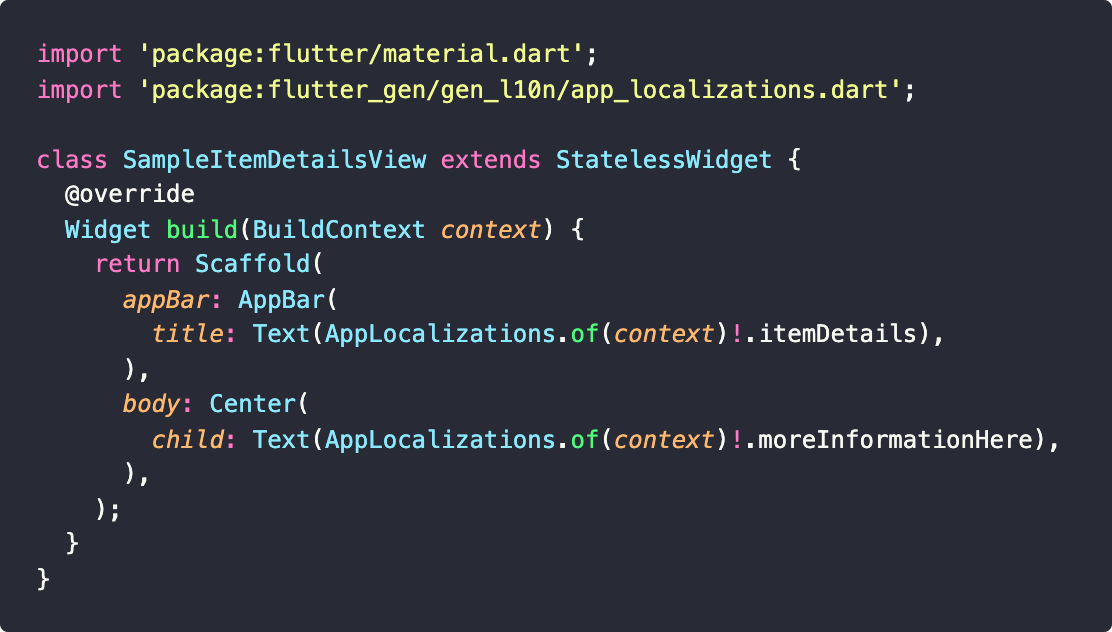 import 'package:flutter/material.dart';
import 'package:flutter_gen/gen_l10n/app_localizations.dart';

class SampleItemDetailsView extends StatelessWidget {
  @override
  Widget build(BuildContext context) {
    return Scaffold(
      appBar: AppBar(
        title: Text(AppLocalizations.of(context)!.itemDetails),
      ),
      body: Center(
        child: Text(AppLocalizations.of(context)!.moreInformationHere),
      ),
    );
  }
}